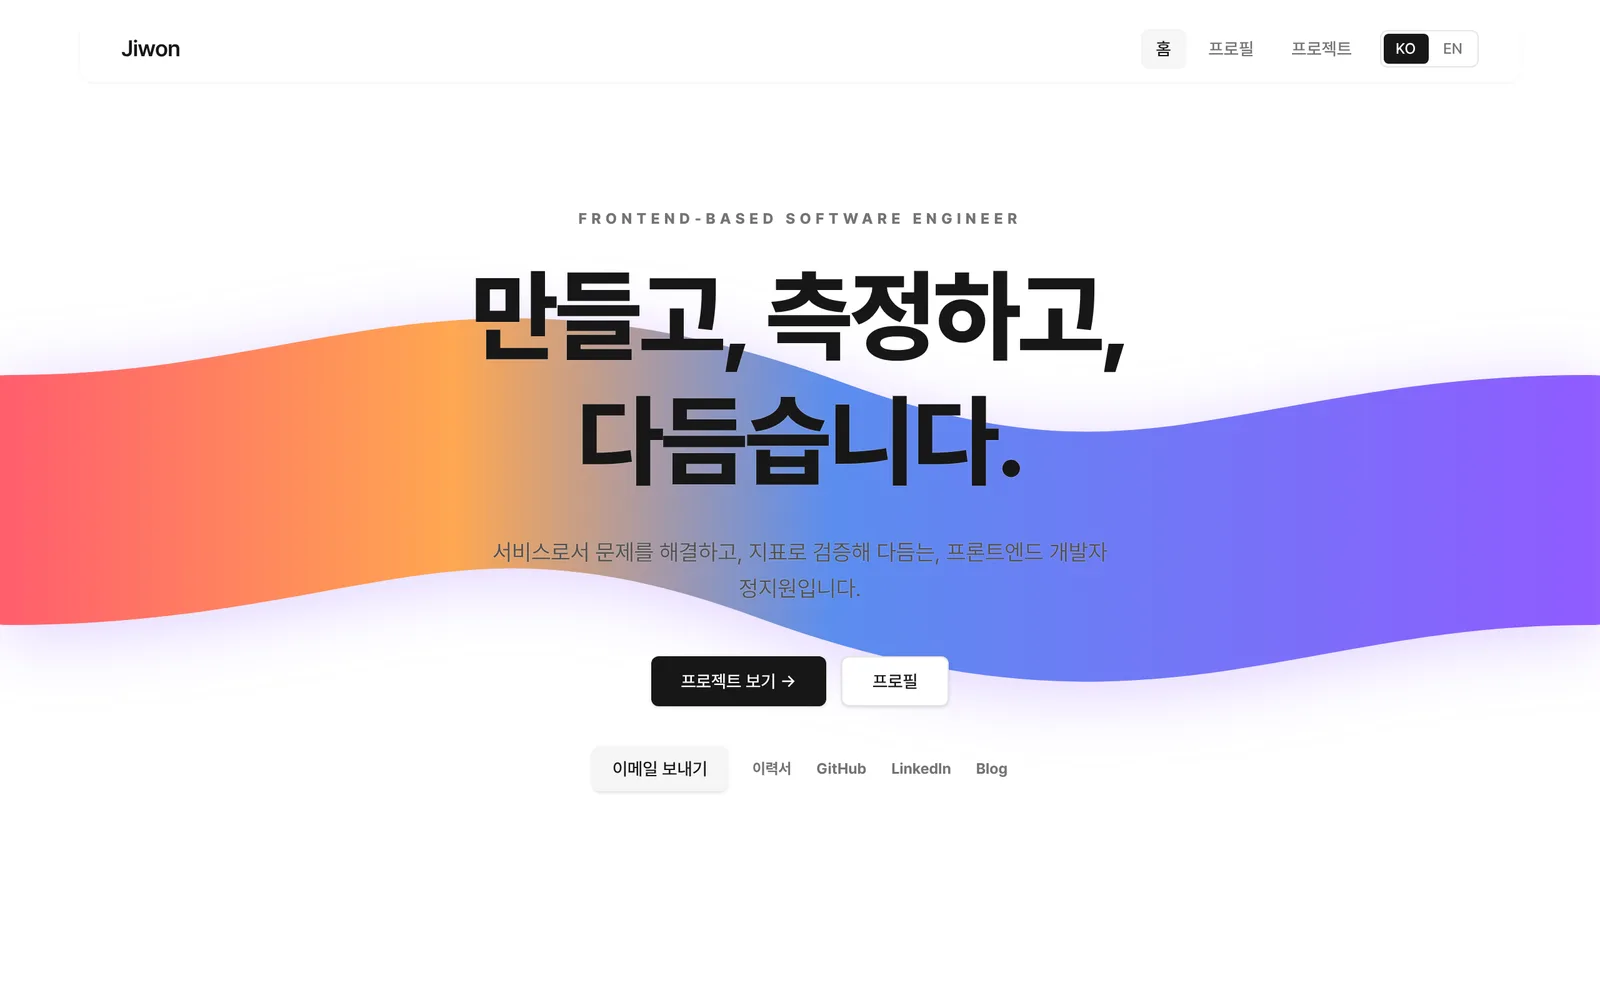 Jiwon
홈 프로필 프로젝트 KO EN
FRONTEND-BASED SOFTWARE ENGINEER
만들고, 측정하고,
다듬습니다.
서비스로서 문제를 해결하고, 지표로 검증해 다듬는, 프론트엔드 개발자
정지원입니다.
프로젝트 보기 → 프로필
이메일 보내기 이력서 GitHub LinkedIn Blog